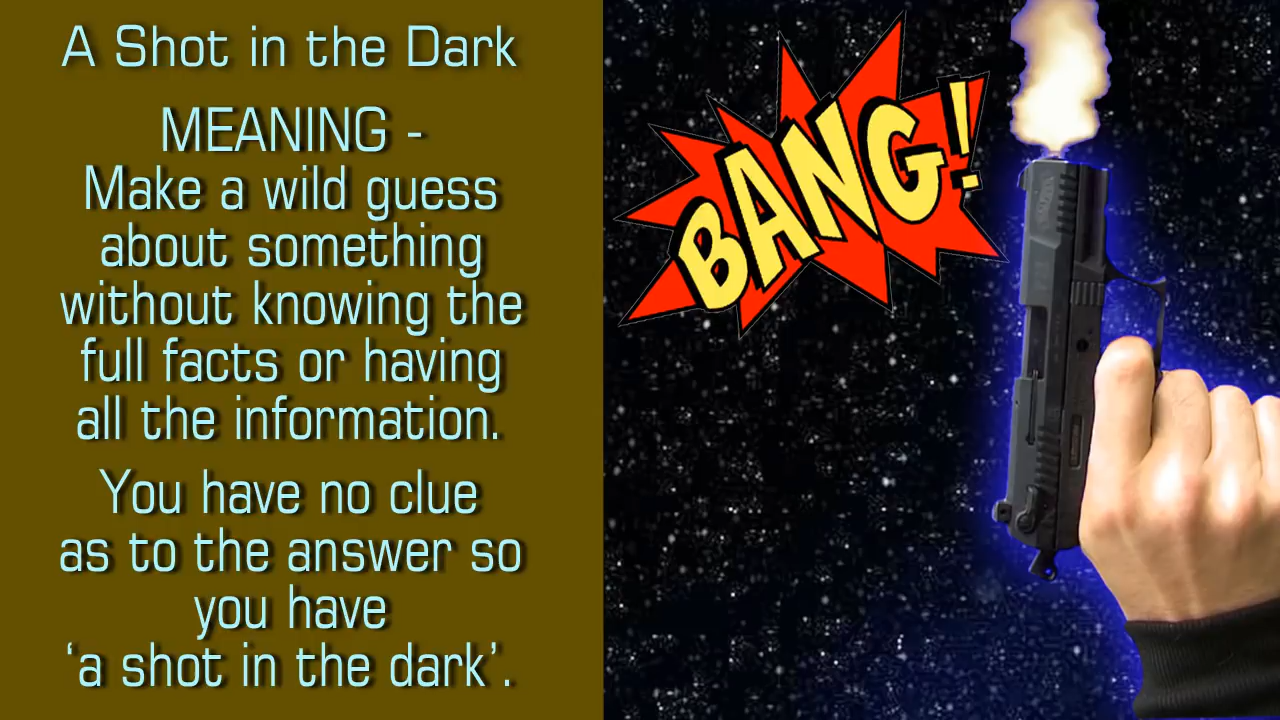 A Shot in the Dark
MEANING -
Make a wild guess
about something
without knowing the
full facts or having
all the information.
You have no clue
as to the answer so
you have
‘a shot in the dark’.
BANG!